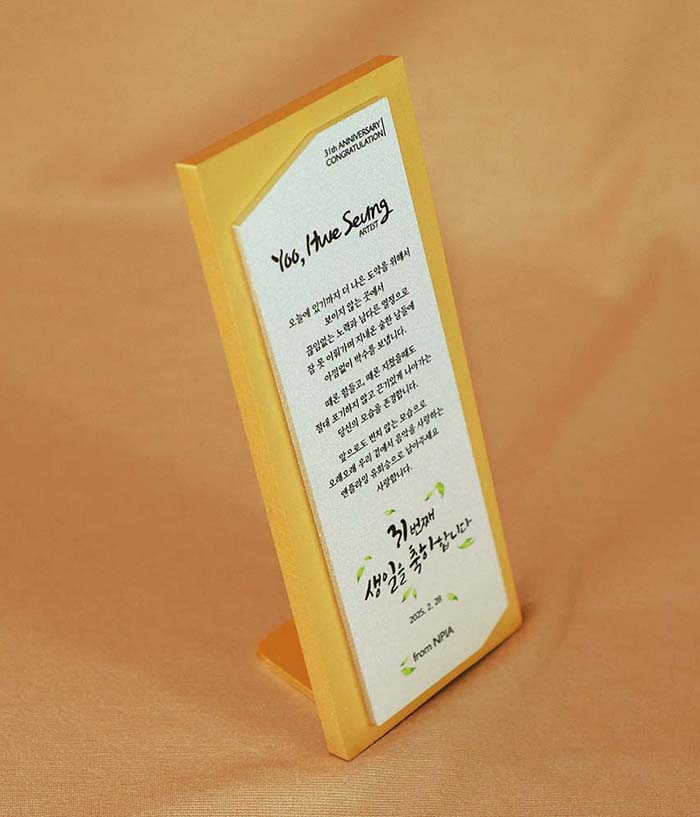 31th ANNIVERSARY
CONGRATULATION
Yoo, Hwe Seung
ARTIST
오늘에 있기까지 더 나은 도약을 위해서
보이지 않는 곳에서
끊임없는 노력과 남다른 열정으로
잠 못 이뤄가며 지내온 숱한 날들에
아낌없이 박수를 보냅니다.
때론 힘들고, 때론 지쳤을때도
절대 포기하지 않고 끈기있게 나아가는
당신의 모습을 존경합니다.
앞으로도 변치 않는 모습으로
오래오래 우리 곁에서 음악을 사랑하는
엔플라잉 유회승으로 남아주세요
사랑합니다.
31번째
생일을 축하합니다
2025. 2. 28
from NPIA